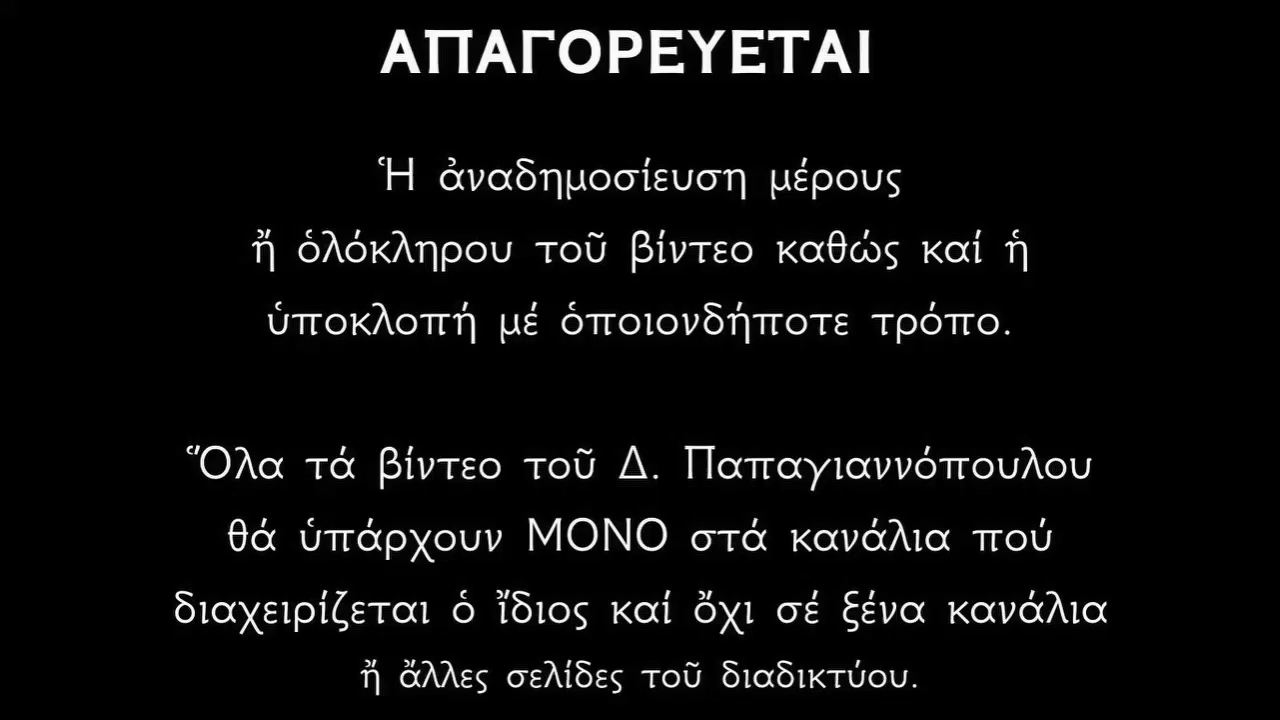 ΑΠΑΓΟΡΕΥΕΤΑΙ
Ἡ ἀναδημοσίευση μέρους
ἤ ὁλόκληρου τοῦ βίντεο καθώς καί ἡ
ὑποκλοπή μέ ὁποιονδήποτε τρόπο.
Ὅλα τά βίντεο τοῦ Δ. Παπαγιαννόπουλου
θά ὑπάρχουν ΜΟΝΟ στά κανάλια πού
διαχειρίζεται ὁ ἴδιος καί ὄχι σέ ξένα κανάλια
ἤ ἄλλες σελίδες τοῦ διαδικτύου.